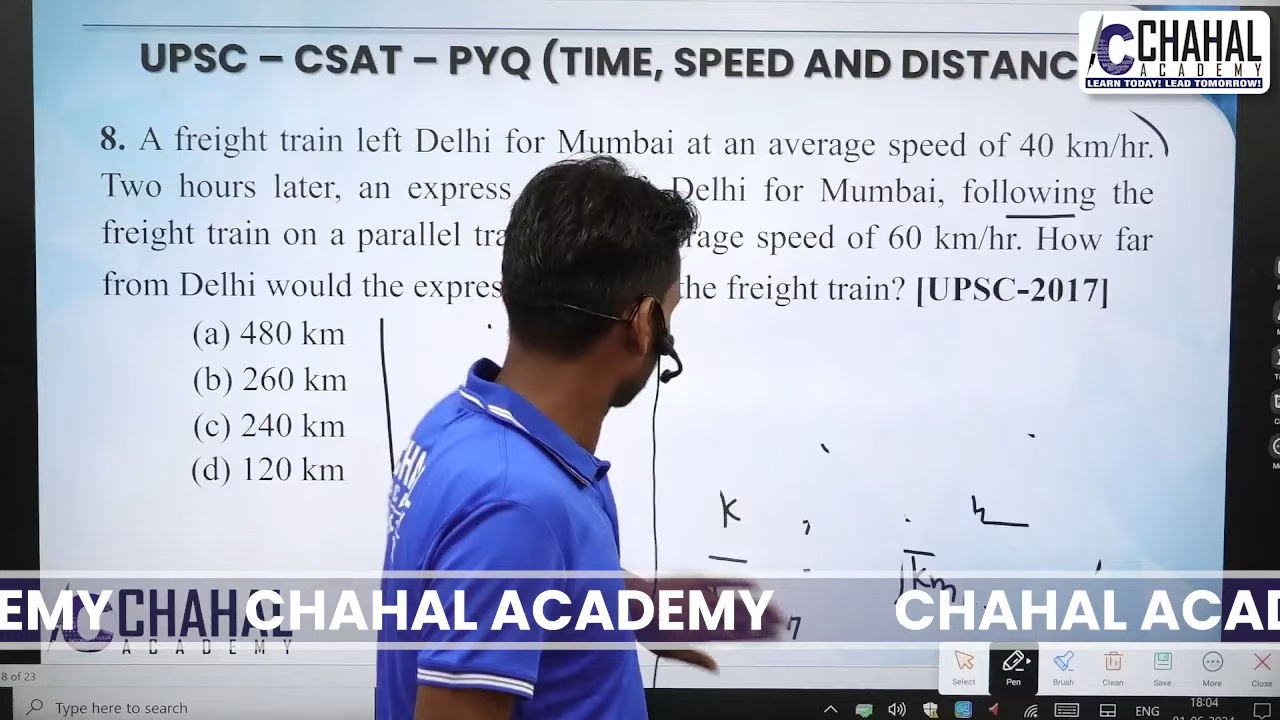 UPSC – CSAT – PYQ (TIME, SPEED AND DISTANC
CHAHAL
ACADEMY
LEARN TODAY! LEAD TOMORROW!
8. A freight train left Delhi for Mumbai at an average speed of 40 km/hr.
Two hours later, an express Delhi for Mumbai, following the
freight train on a parallel speed of 60 km/hr. How far
from Delhi would the the freight train? [UPSC-2017]
(a) 480 km
(b) 260 km
(c) 240 km
(d) 120 km
K
km
EMY CHAHAL ACADEMY CHAHAL ACAD
CHAHAL
ACADEMY
8 of 23
Select Pen Brush Clean Save More Close
Type here to search
ENG 18:04